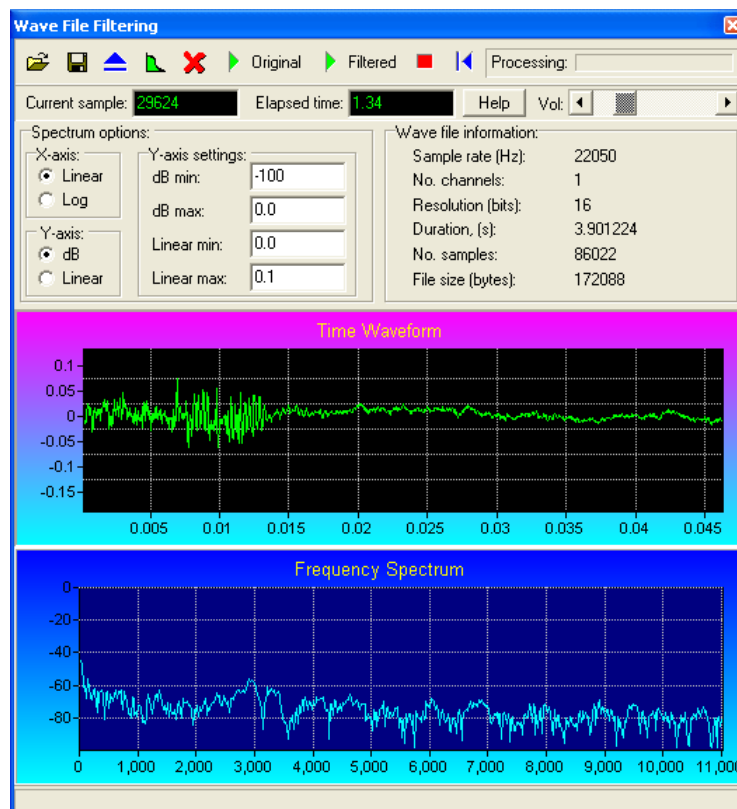 Wave File Filtering
Original Filtered Processing:
Current sample: 29624 Elapsed time: 1.34 Help Vol:
Spectrum options:
X-axis:
Linear
Log
Y-axis:
dB
Linear
Y-axis settings:
dB min: -100
dB max: 0.0
Linear min: 0.0
Linear max: 0.1
Wave file information:
Sample rate (Hz): 22050
No. channels: 1
Resolution (bits): 16
Duration, (s): 3.901224
No. samples: 86022
File size (bytes): 172088
Time Waveform
0.1
0.05
0
-0.05
-0.1
-0.15
0.005 0.01 0.015 0.02 0.025 0.03 0.035 0.04 0.045
Frequency Spectrum
0
-20
-40
-60
-80
0 1,000 2,000 3,000 4,000 5,000 6,000 7,000 8,000 9,000 10,000 11,000